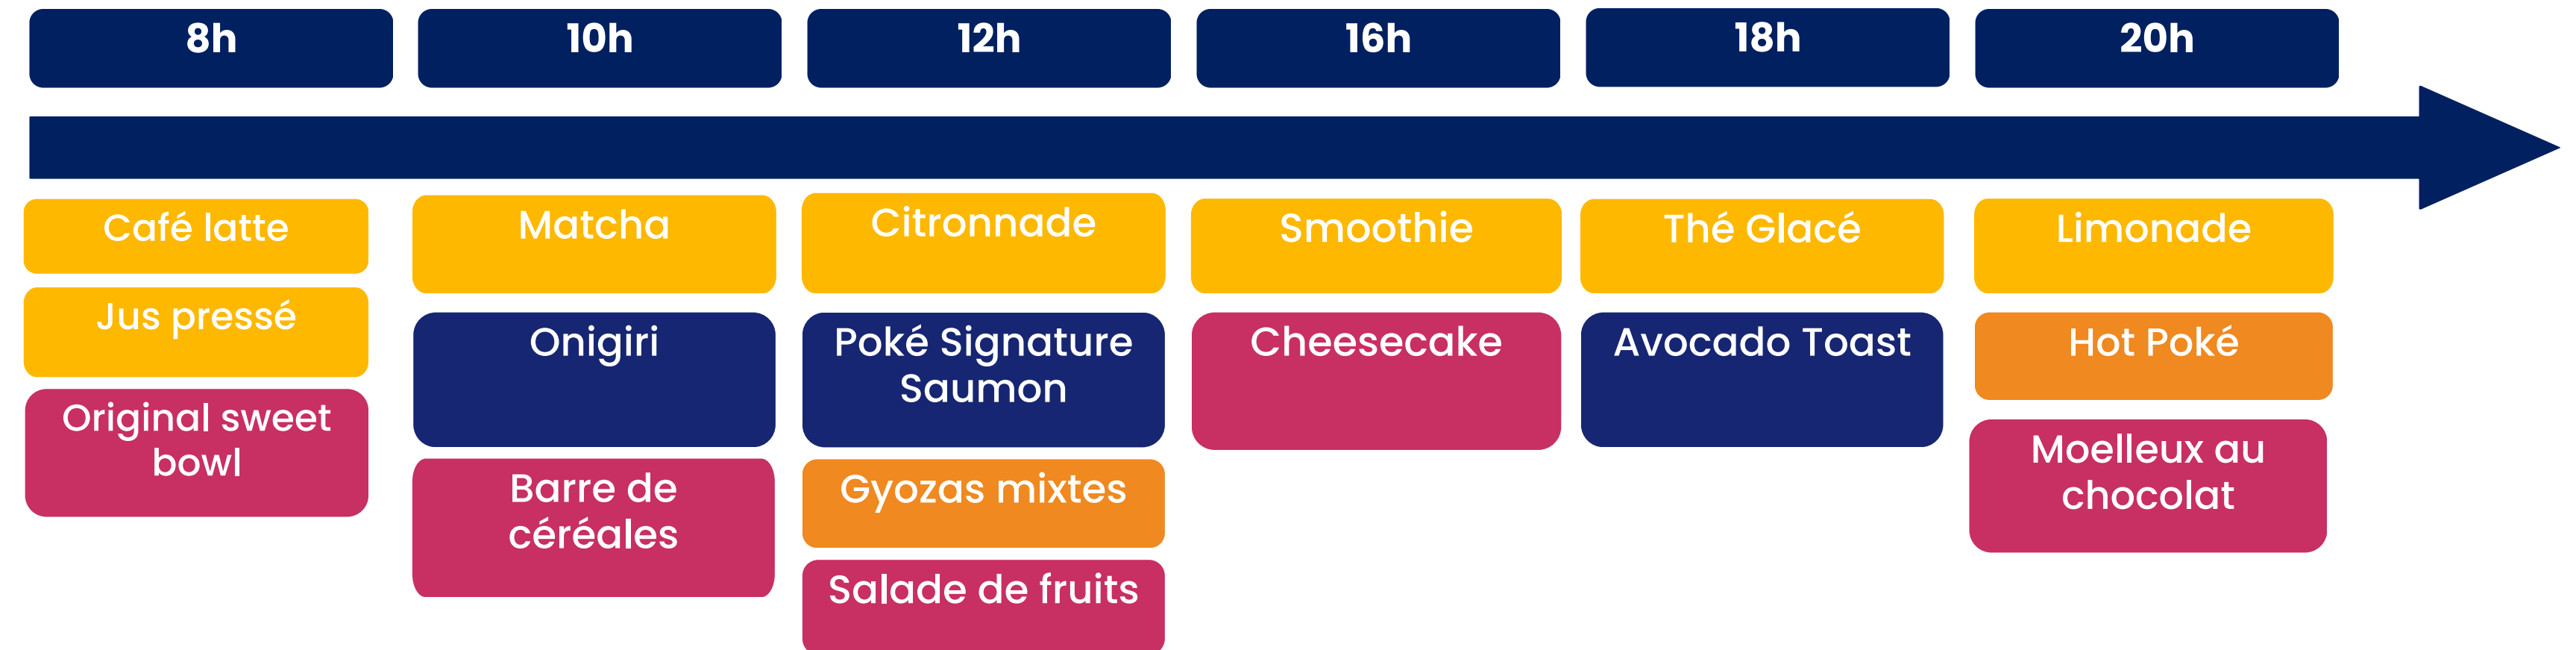 8h
10h
12h
16h
18h
20h
Café latte
Jus pressé
Original sweet
bowl
Matcha
Onigiri
Barre de
céréales
Citronnade
Poké Signature
Saumon
Gyozas mixtes
Salade de fruits
Smoothie
Cheesecake
Thé Glacé
Avocado Toast
Limonade
Hot Poké
Moelleux au
chocolat